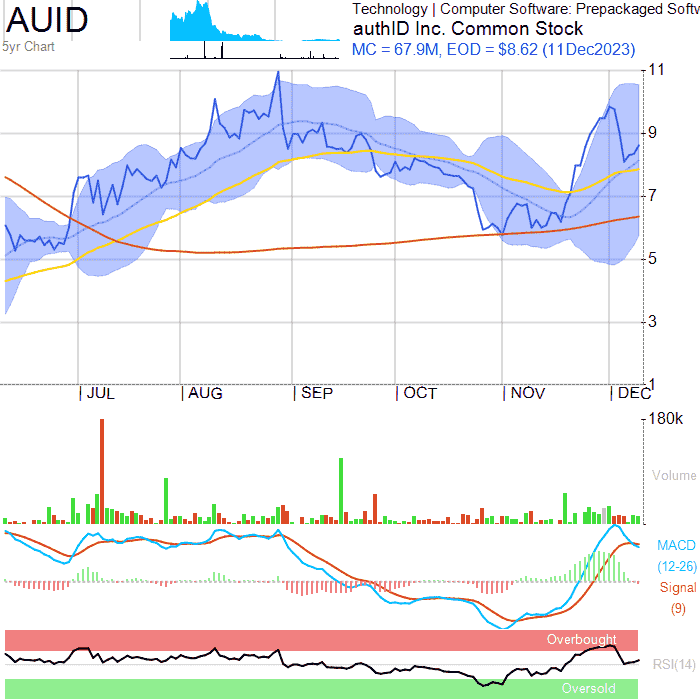 AUID
5yr Chart
Technology | Computer Software: Prepackaged Softw
authID Inc. Common Stock
MC = 67.9M, EOD = $8.62 (11Dec2023)
11
9
7
5
3
1
| JUL
| AUG
| SEP
| OCT
| NOV
| DEC
180k
Volume
MACD
(12-26)
Signal
(9)
Overbought
RSI(14)
Oversold